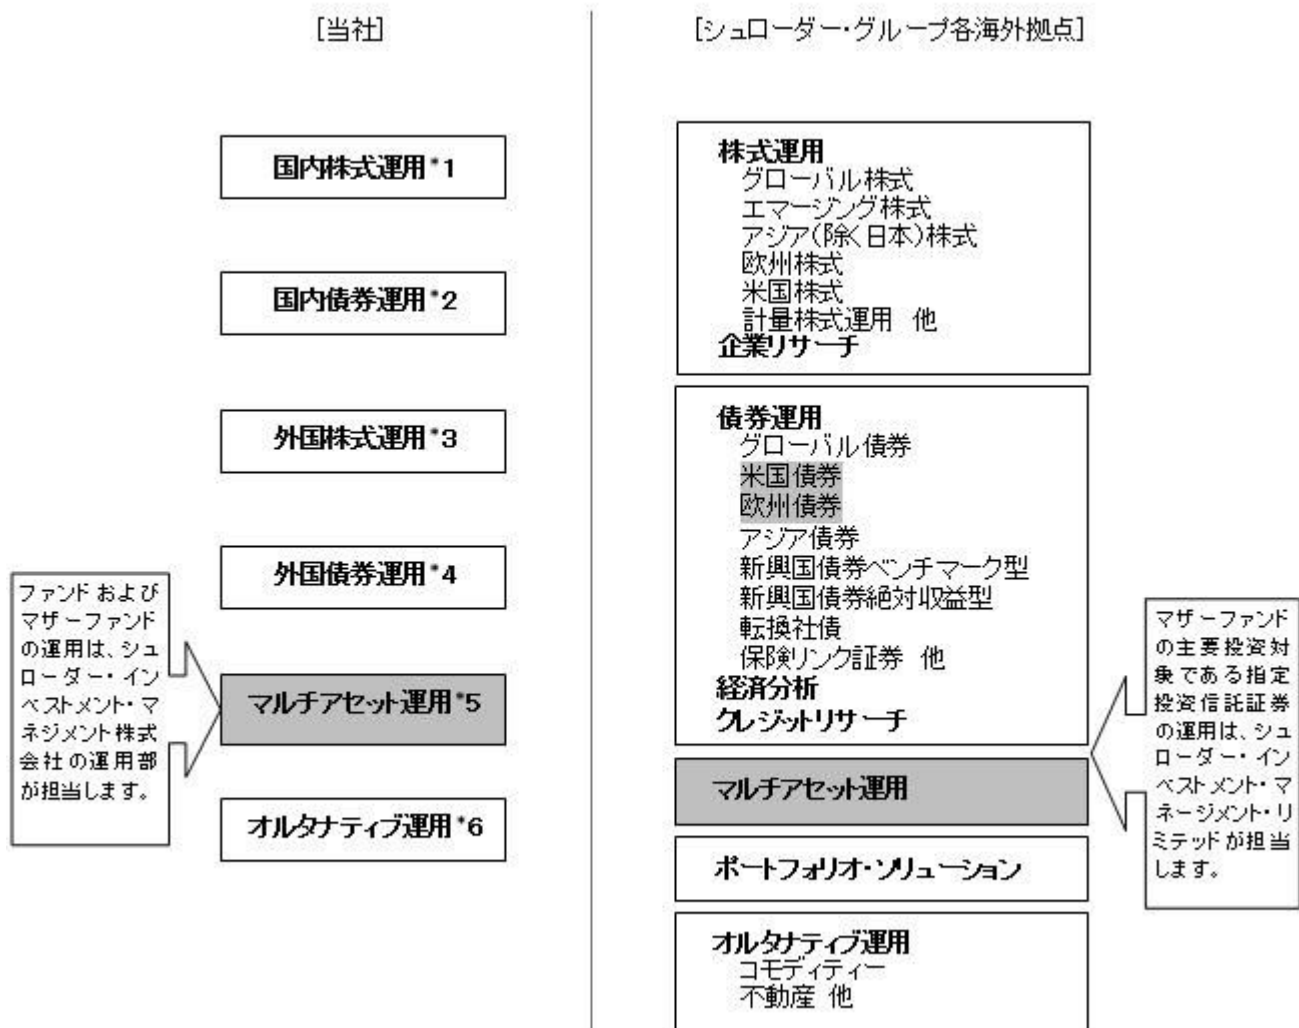 [当社]
国内株式運用*1
国内債券運用*2
外国株式運用*3
外国債券運用*4
マルチアセット運用*5
オルタナティブ運用*6
ファンドおよび
マザーファンド
の運用は、シュ
ローダー・イン
ベストメント・マ
ネジメント株式
会社の運用部
が担当します。
[シュローダー・グループ各海外拠点]
株式運用
グローバル株式
エマージング株式
アジア(除く日本)株式
欧州株式
米国株式
計量株式運用 他
企業リサーチ
債券運用
グローバル債券
米国債券
欧州債券
アジア債券
新興国債券ベンチマーク型
新興国債券絶対収益型
転換社債
保険リンク証券 他
経済分析
クレジットリサーチ
マルチアセット運用
ポートフォリオ・ソリューション
オルタナティブ運用
コモディティー
不動産 他
マザーファンド
の主要投資対
象である指定
投資信託証券
の運用は、シュ
ローダー・イン
ベストメント・マ
ネージメント・リ
ミテッドが担当
します。